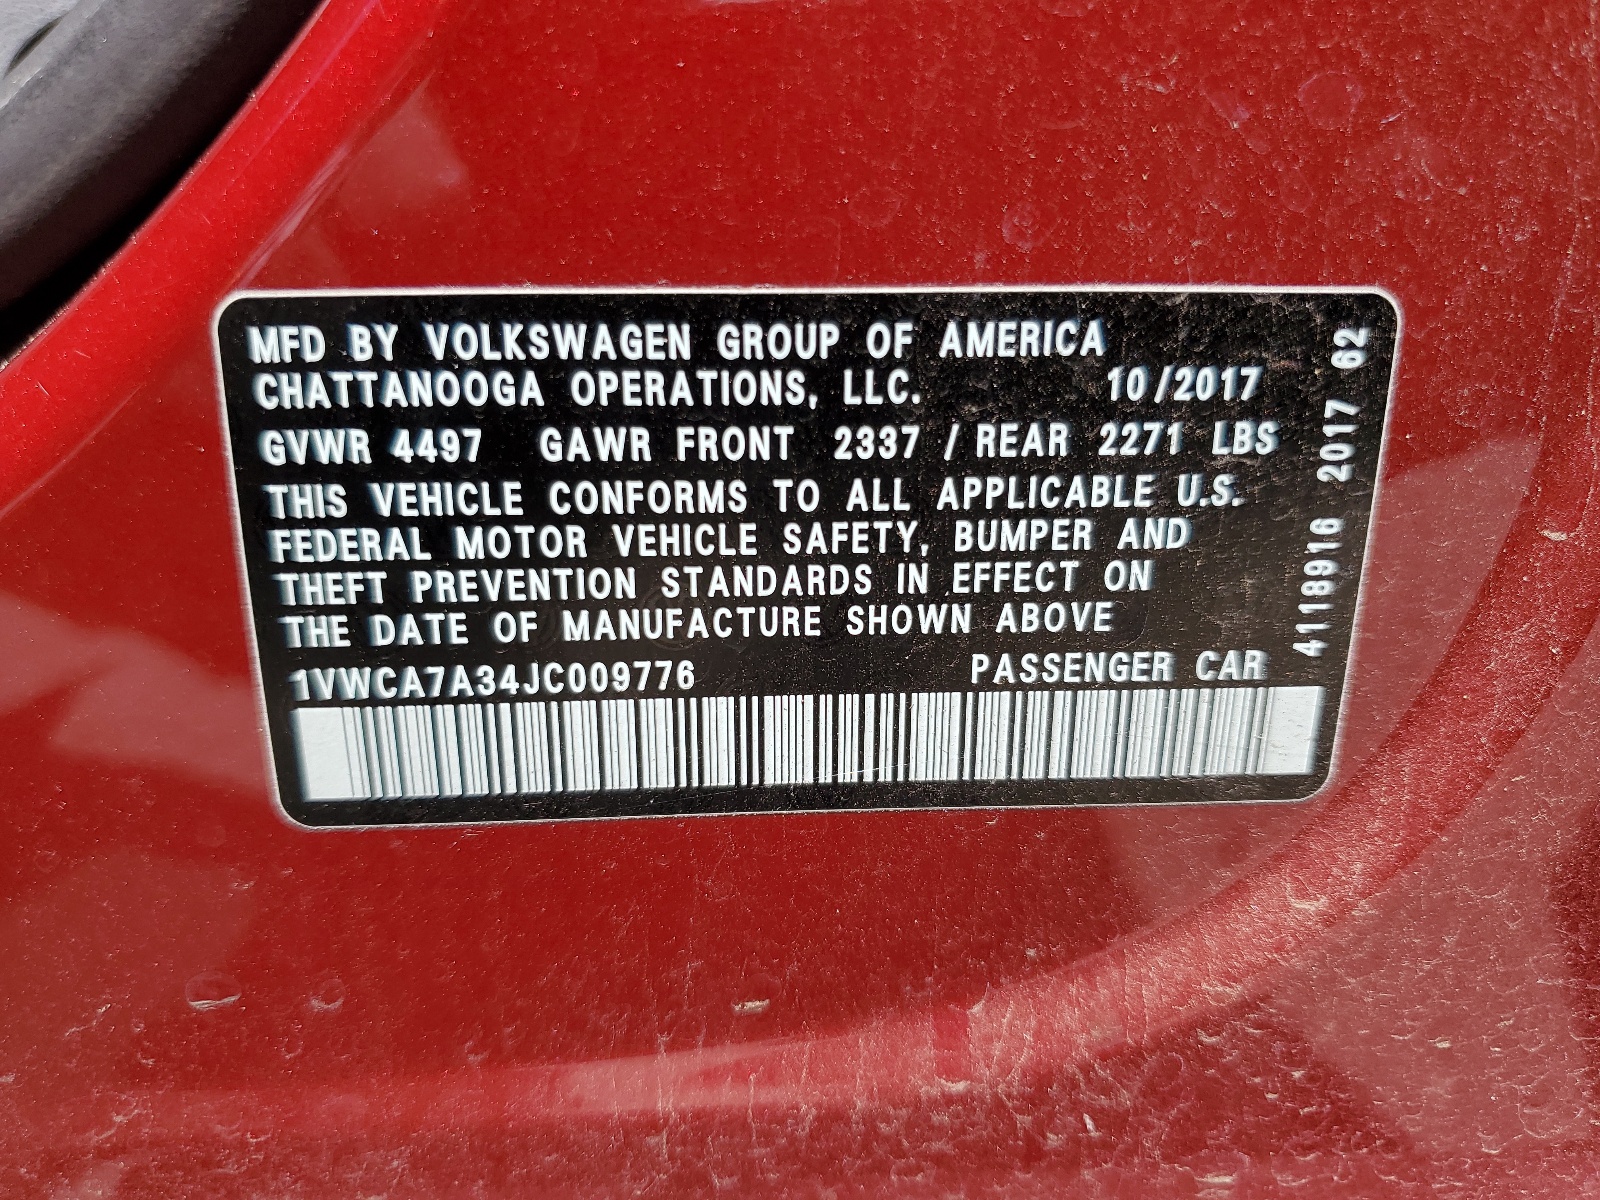 MFD BY VOLKSWAGEN GROUP OF AMERICA
CHATTANOOGA OPERATIONS, LLC. 10/2017
GVWR 4497 GAWR FRONT 2337 / REAR 2271 LBS
THIS VEHICLE CONFORMS TO ALL APPLICABLE U.S.
FEDERAL MOTOR VEHICLE SAFETY, BUMPER AND
THEFT PREVENTION STANDARDS IN EFFECT ON
THE DATE OF MANUFACTURE SHOWN ABOVE
1VWCA7A34JC009776 PASSENGER CAR
4118916 2017 62